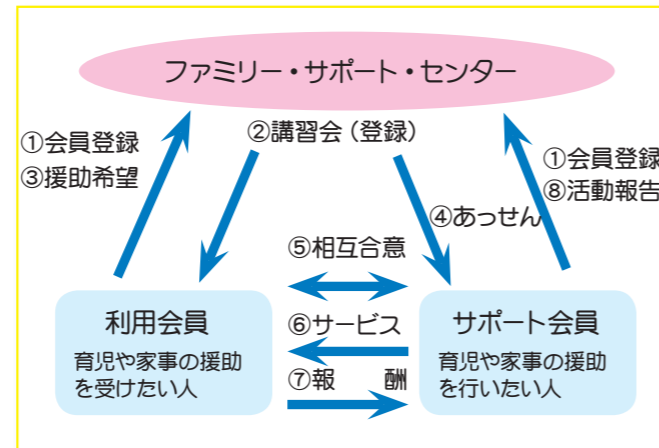 ファミリー・サポート・センター
②講習会（登録）
①会員登録
③援助希望
①会員登録
⑧活動報告
④あっせん
⑤相互合意
利用会員
育児や家事の援助
を受けたい人
⑥サービス
⑦報　酬
サポート会員
育児や家事の援助
を行いたい人